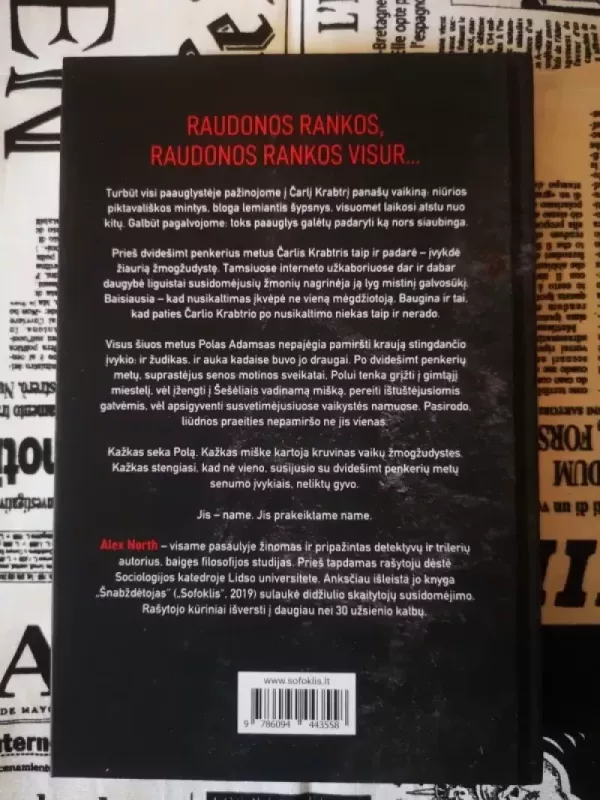 RAUDONOS RANKOS,
RAUDONOS RANKOS VISUR...
Turbūt visi paauglystėje pažinojome į Čarlį Krabtrį panašų vaikiną: niūrios
piktavališkos mintys, bloga lemiantis šypsnys, visuomet laikosi atstu nuo
kitų. Galbūt pagalvojome: toks paauglys galėtų padaryti ką nors siaubinga.
Prieš dvidešimt penkerius metus Čarlis Krabtris taip ir padarė – įvykdė
žiaurią žmogžudystę. Tamsiuose interneto užkaboriuose dar ir dabar
daugybė liguistai susidomėjusių žmonių nagrinėja ją lyg mistinį galvosūkį.
Baisiausia – kad nusikaltimas įkvėpė ne vieną mėgdžiotoją. Baugina ir tai,
kad paties Čarlio Krabtrio po nusikaltimo niekas taip ir nerado.
Visus šiuos metus Polas Adamsas nepajėgia pamiršti kraują stingdančio
įvykio: ir žudikas, ir auka kadaise buvo jo draugai. Po dvidešimt penkerių
metų, suprastėjus senos motinos sveikatai, Polui tenka grįžti į gimtąjį
miestelį, vėl įžengti į Šešėliais vadinamą mišką, pereiti ištuštėjusiomis
gatvėmis, vėl apsigyventi susvetimėjusiuose vaikystės namuose. Pasirodo,
liūdnos praeities nepamiršo ne jis vienas.
Kažkas seka Polą. Kažkas miške kartoja kruvinas vaikų žmogžudystes.
Kažkas stengiasi, kad nė vieno, susijusio su dvidešimt penkerių metų
senumo įvykiais, neliktų gyvo.
Jis – name. Jis prakeiktame name.
Alex North – visame pasaulyje žinomas ir pripažintas detektyvų ir trilerių
autorius, baigęs filosofijos studijas. Prieš tapdamas rašytoju dėstė
Sociologijos katedroje Lidso universitete. Anksčiau išleista jo knyga
„Šnabždėtojas“ („Sofoklis“, 2019) sulaukė didžiulio skaitytojų susidomėjimo.
Rašytojo kūriniai išversti į daugiau nei 30 užsienio kalbų.
www.sofoklis.lt
9 786094 443558